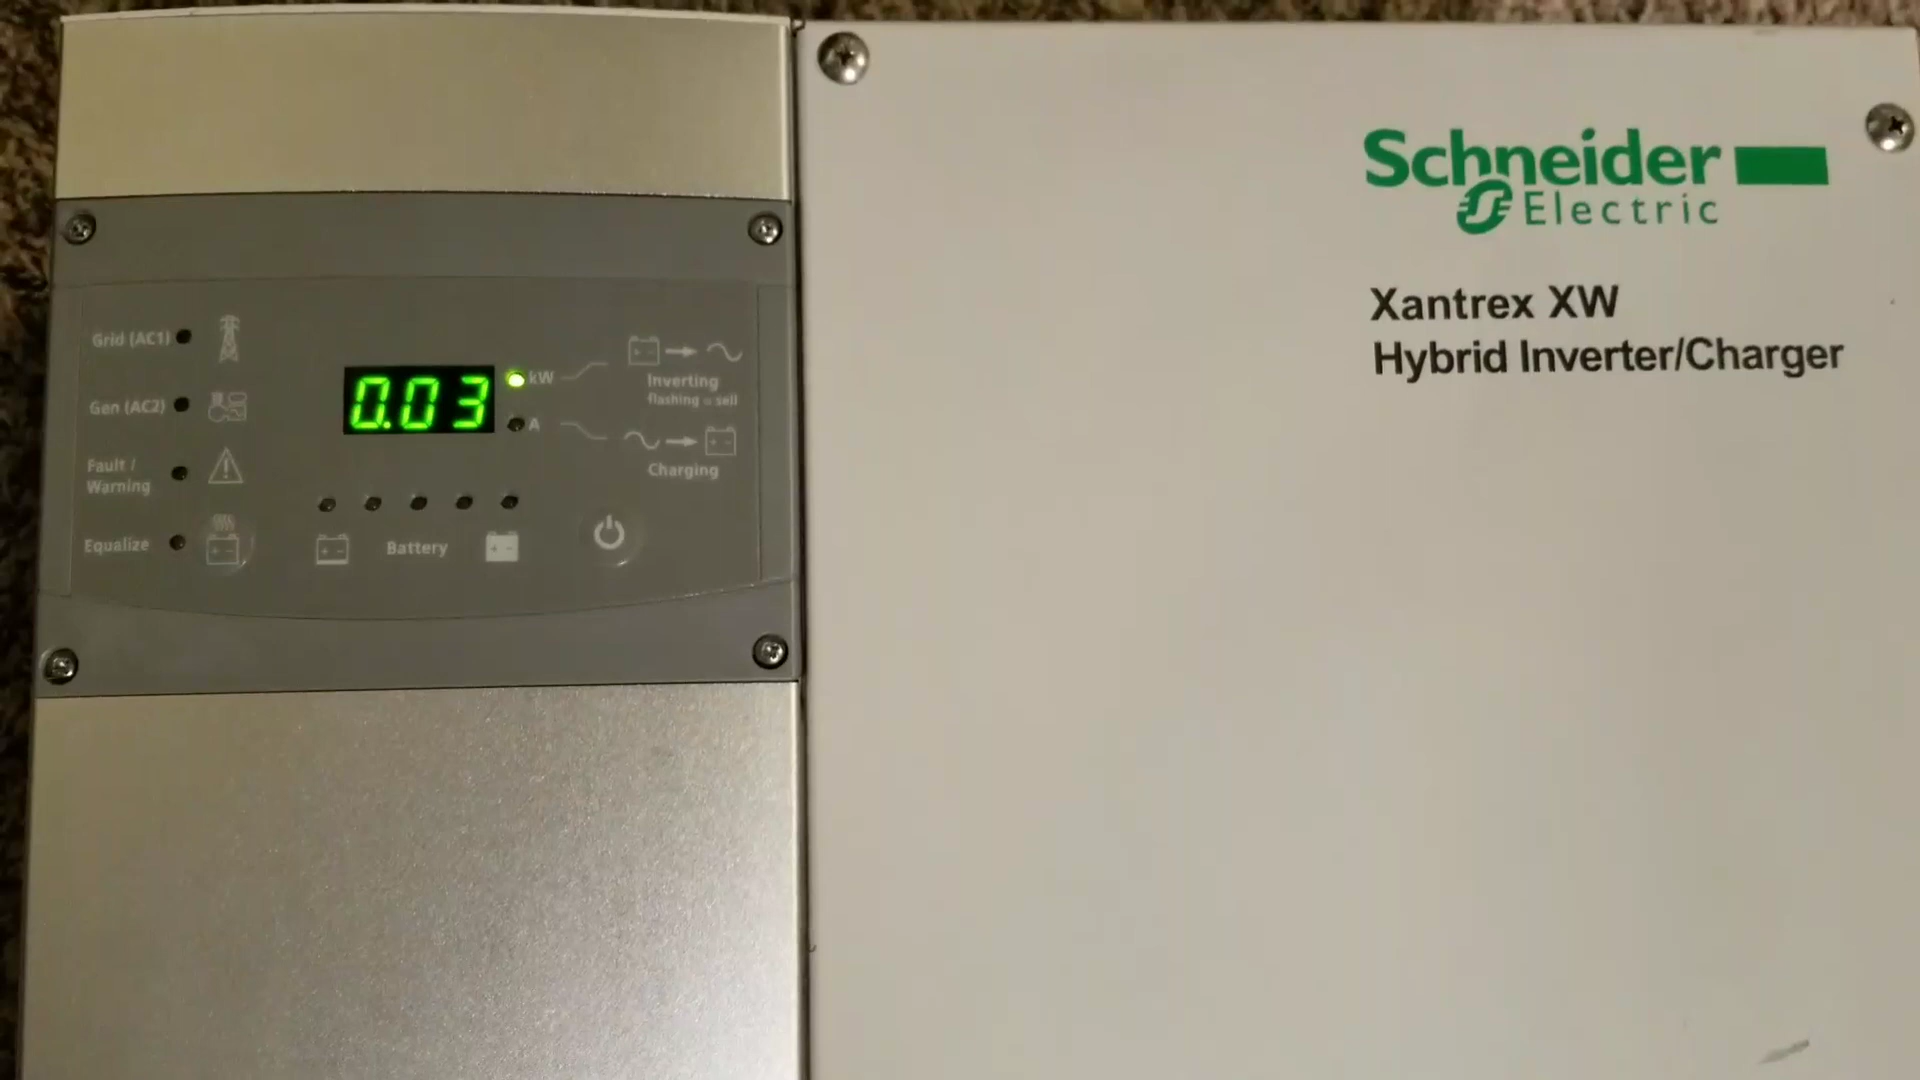 Schneider
Electric
Xantrex XW
Hybrid Inverter/Charger
Grid (AC1)
Gen (AC2)
Fault /
Warning
Equalize
0.03
kW
A
Inverting
flashing = sell
Charging
Battery